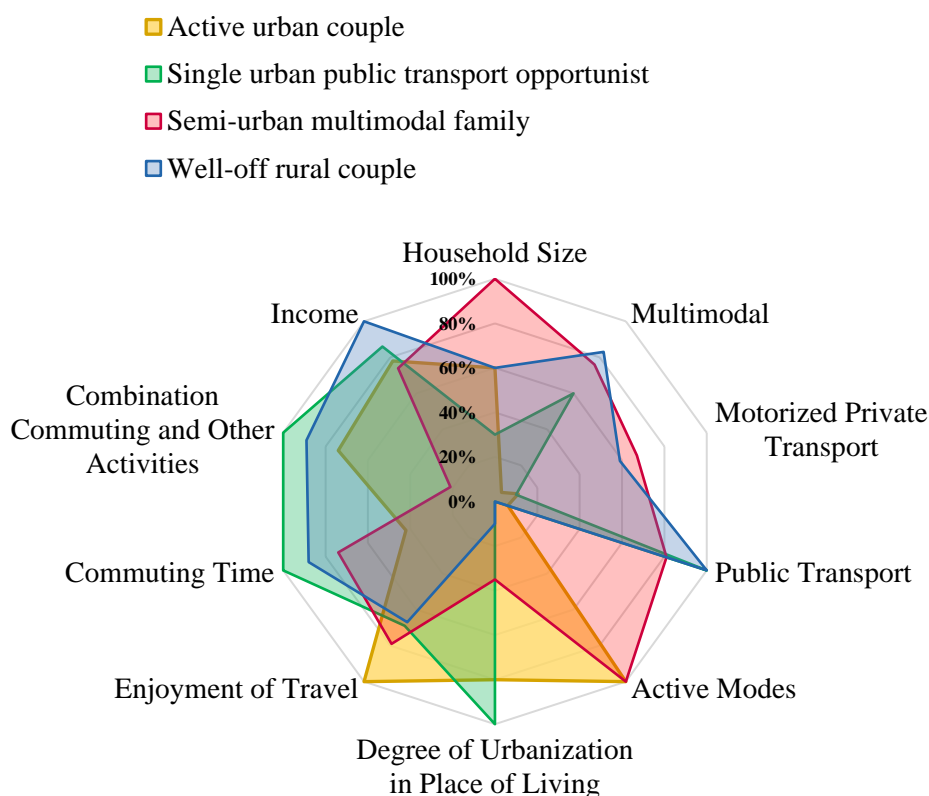 Active urban couple
Single urban public transport opportunist
Semi-urban multimodal family
Well-off rural couple
Household Size
100%
80%
60%
40%
20%
0%
Income
Multimodal
Combination
Commuting and Other
Activities
Motorized Private
Transport
Commuting Time
Public Transport
Enjoyment of Travel
Active Modes
Degree of Urbanization
in Place of Living